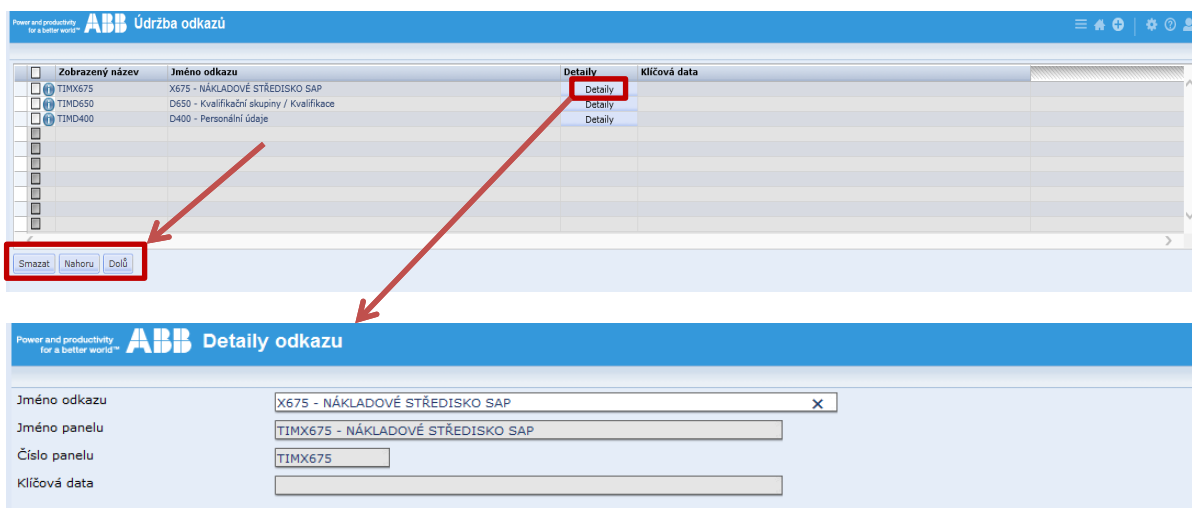 Power and productivity
for a better world™ ABB Údržba odkazů
Zobrazený název Jméno odkazu Detaily Klíčová data
TIMX675 X675 - NÁKLADOVÉ STŘEDISKO SAP Detaily
TIMD650 D650 - Kvalifikační skupiny / Kvalifikace Detaily
TIMD400 D400 - Personální údaje Detaily
Smazat Nahoru Dolů
Power and productivity
for a better world™ ABB Detaily odkazu
Jméno odkazu X675 - NÁKLADOVÉ STŘEDISKO SAP
Jméno panelu TIMX675 - NÁKLADOVÉ STŘEDISKO SAP
Číslo panelu TIMX675
Klíčová data